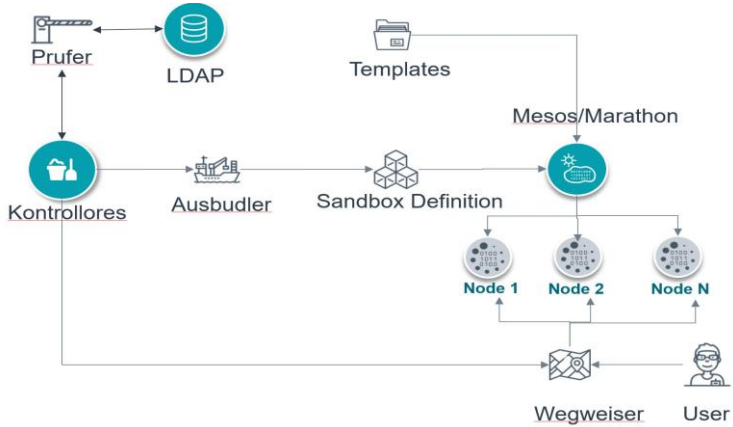 Prufer
LDAP
Templates
Mesos/Marathon
Kontrollores
Ausbudler
Sandbox Definition
0100
1011
0100
0100
1011
0100
0100
1011
0100
Node 1
Node 2
Node N
Wegweiser
User